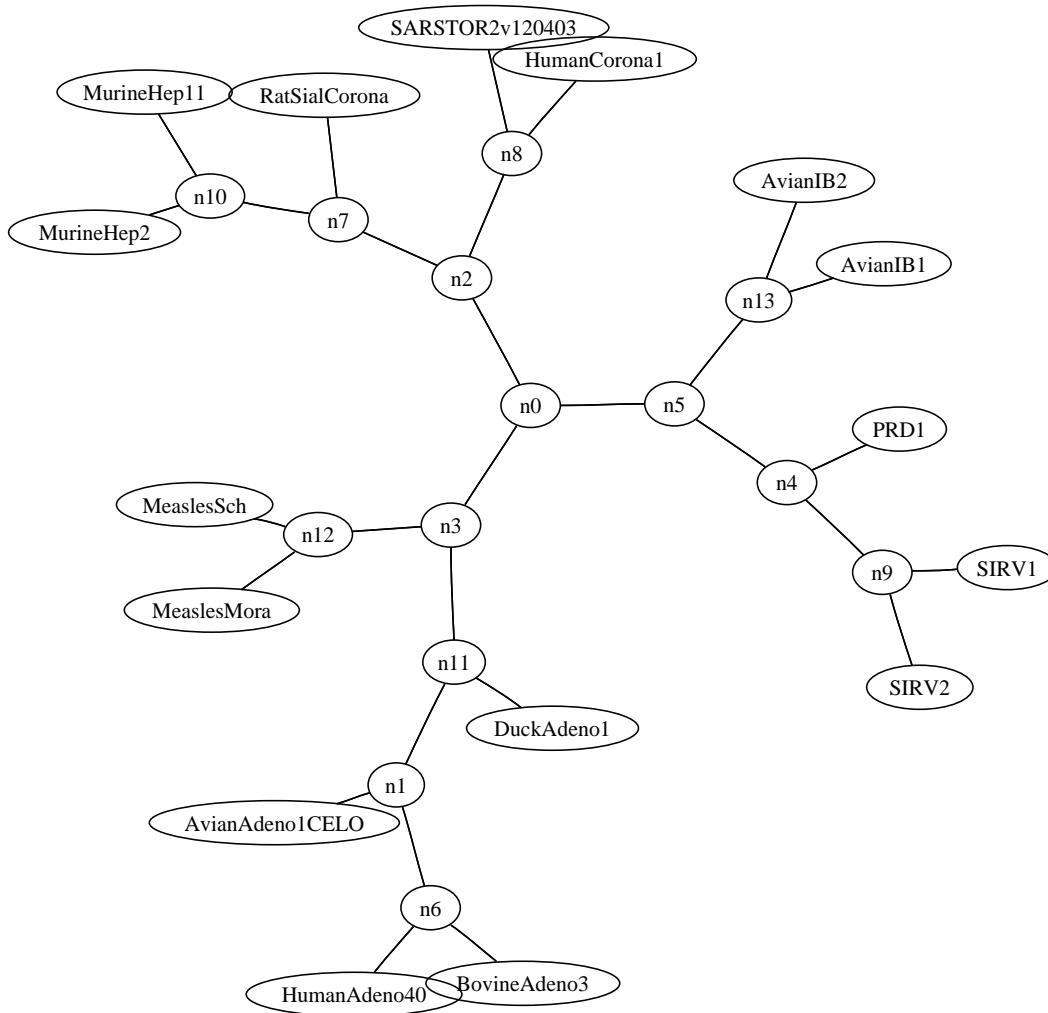 SARSTOR2v120403
HumanCorona1
MurineHep11
RatSialCorona
n8
AvianIB2
n10
n7
MurineHep2
AvianIB1
n2
n13
n0
n5
PRD1
n4
MeaslesSch
n3
n12
SIRV1
n9
MeaslesMora
n11
SIRV2
DuckAdeno1
n1
AvianAdeno1CELO
n6
BovineAdeno3
HumanAdeno40